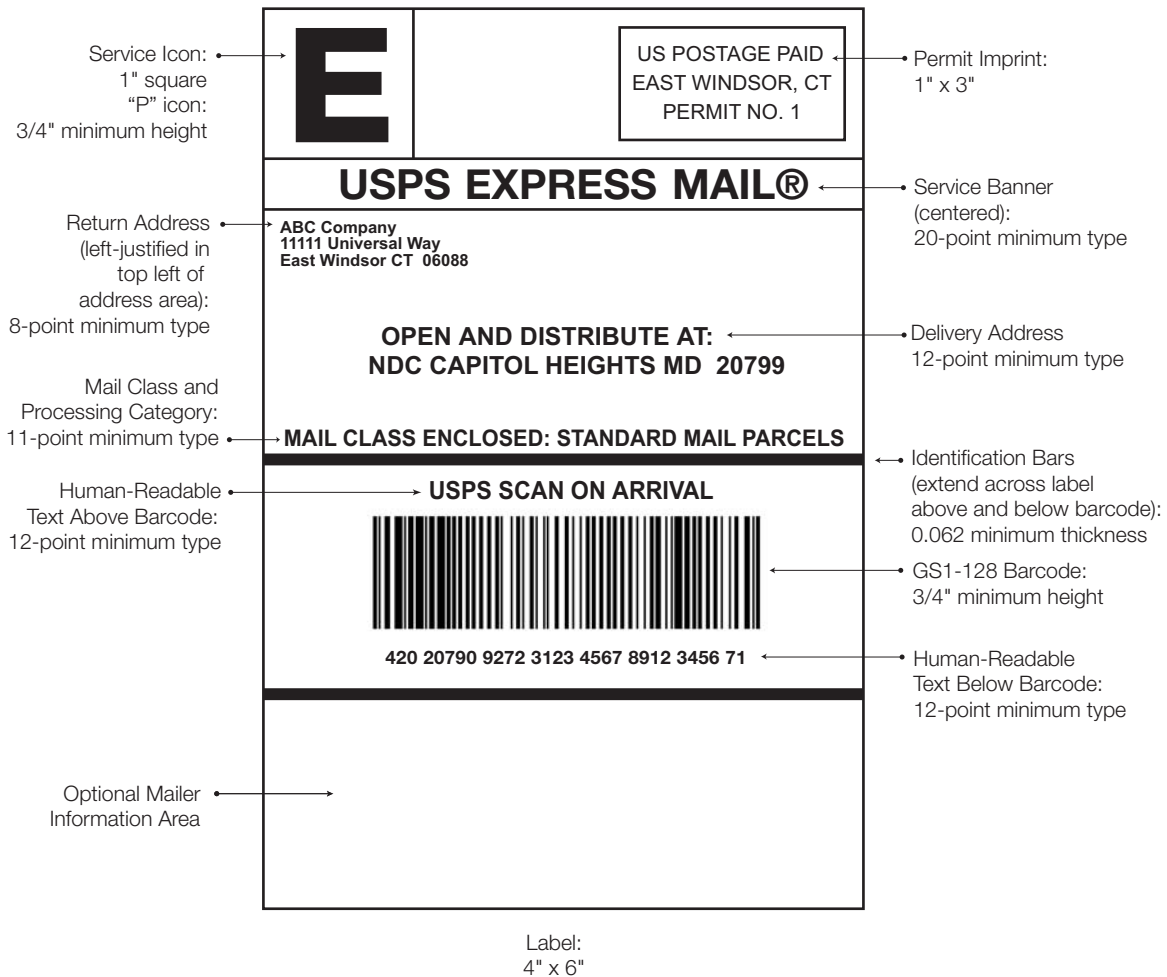 Service Icon:
1" square
“P” icon:
3/4" minimum height
E
US POSTAGE PAID
EAST WINDSOR, CT
PERMIT NO. 1
Permit Imprint:
1" x 3"
USPS EXPRESS MAIL®
Service Banner
(centered):
20-point minimum type
Return Address
(left-justified in
top left of
address area):
8-point minimum type
ABC Company
11111 Universal Way
East Windsor CT  06088
OPEN AND DISTRIBUTE AT:
NDC CAPITOL HEIGHTS MD  20799
Delivery Address
12-point minimum type
Mail Class and
Processing Category:
11-point minimum type
MAIL CLASS ENCLOSED: STANDARD MAIL PARCELS
Identification Bars
(extend across label
above and below barcode):
0.062 minimum thickness
Human-Readable
Text Above Barcode:
12-point minimum type
USPS SCAN ON ARRIVAL
GS1-128 Barcode:
3/4" minimum height
420 20790 9272 3123 4567 8912 3456 71
Human-Readable
Text Below Barcode:
12-point minimum type
Optional Mailer
Information Area
Label:
4" x 6"